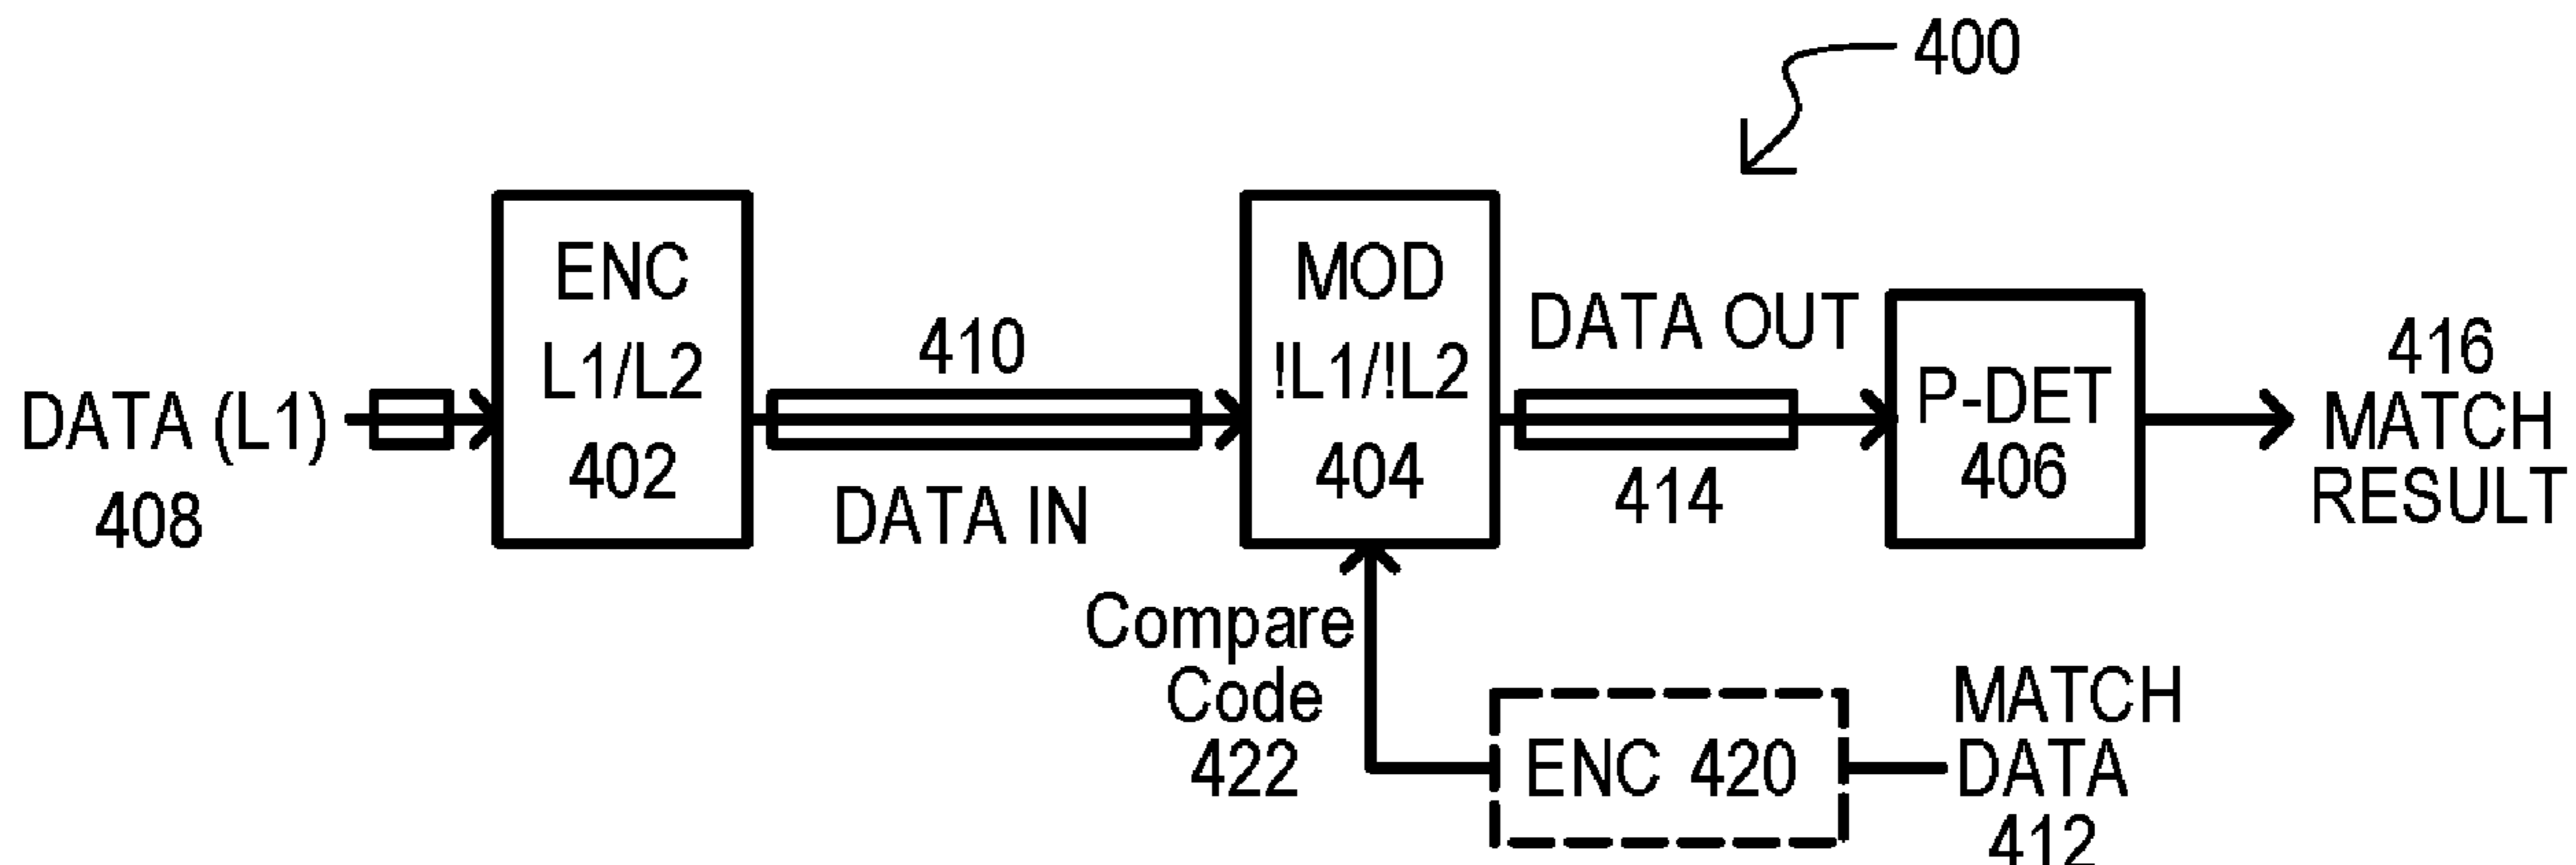 400
DATA (L1)
408
ENC
L1/L2
402
410
DATA IN
MOD
!L1/!L2
404
DATA OUT
414
P-DET
406
416
MATCH
RESULT
Compare
Code
422
ENC 420
MATCH
DATA
412